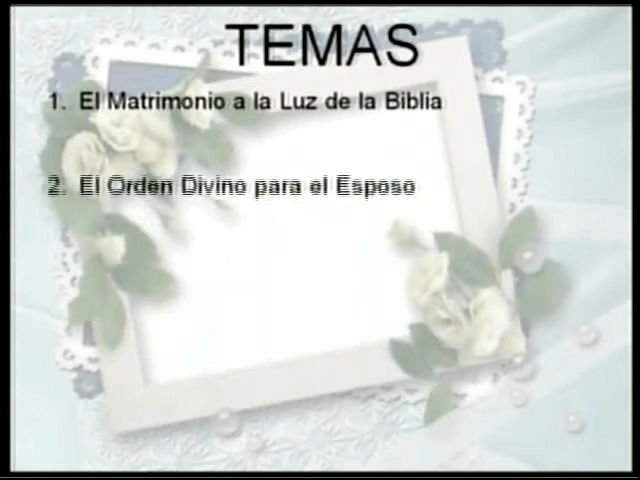 TEMAS
1. El Matrimonio a la Luz de la Biblia
2. El Orden Divino para el Esposo